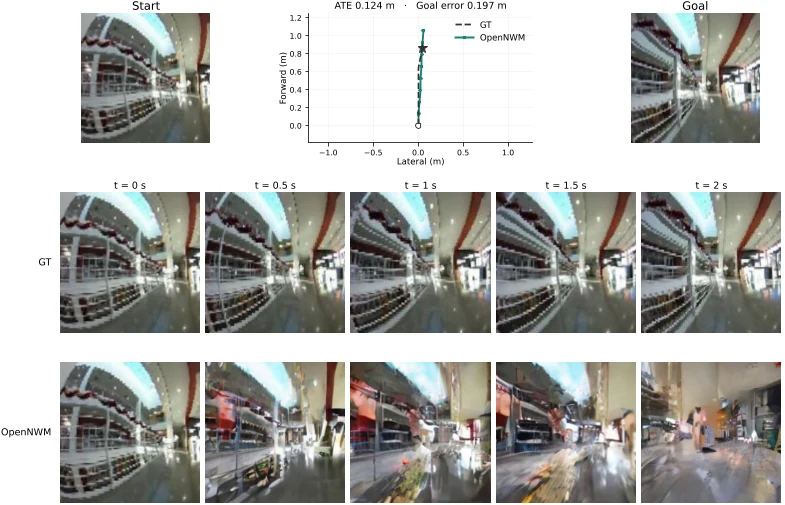 Start
ATE 0.124 m · Goal error 0.197 m
Goal
GT
OpenNWM
1.2
1.0
0.8
0.6
0.4
0.2
0.0
Forward (m)
−1.0 −0.5 0.0 0.5 1.0
Lateral (m)
t = 0 s t = 0.5 s t = 1 s t = 1.5 s t = 2 s
GT
OpenNWM